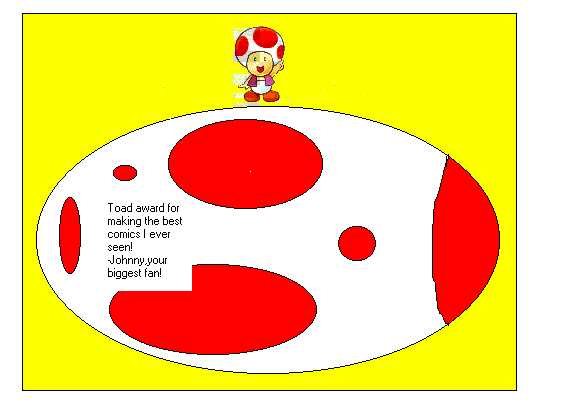 Toad award for
making the best
comics I ever
seen!
-Johnny,your
biggest fan!